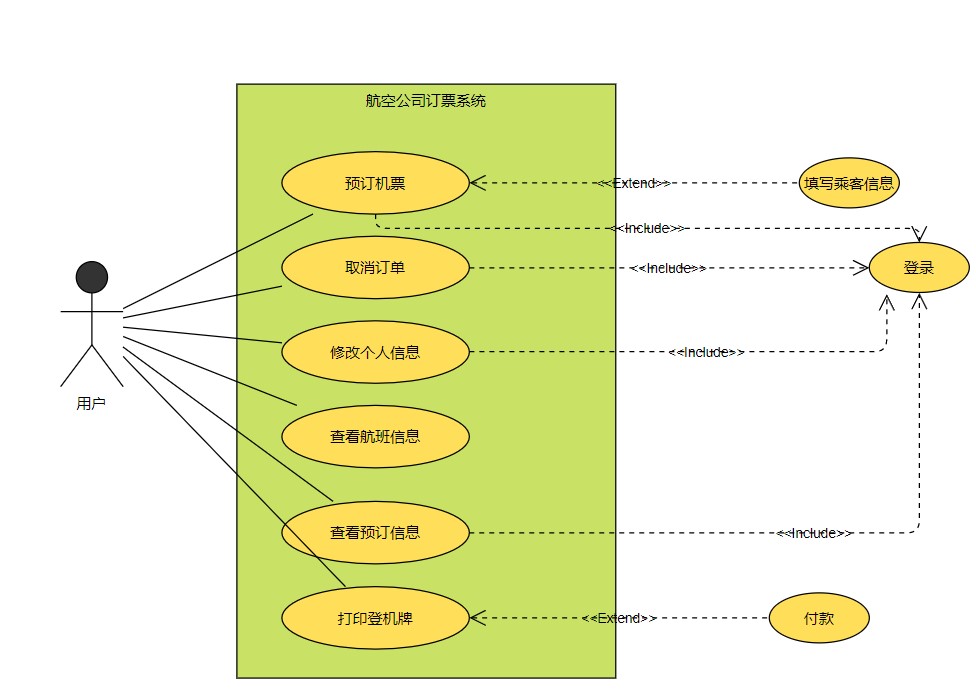 航空公司订票系统
预订机票
<<Extend>>
填写乘客信息
<<Include>>
取消订单
<<Include>>
登录
修改个人信息
<<Include>>
用户
查看航班信息
查看预订信息
<<Include>>
打印登机牌
<<Extend>>
付款